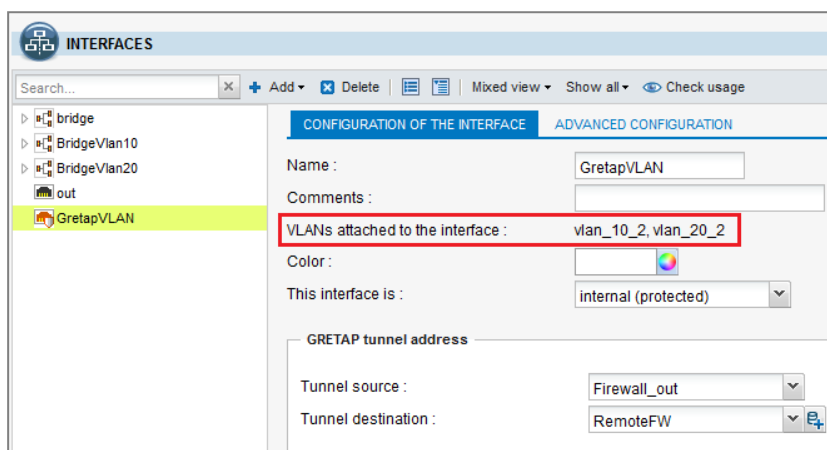 INTERFACES
Search... Add Delete Mixed view Show all Check usage
bridge
BridgeVlan10
BridgeVlan20
out
GretapVLAN
CONFIGURATION OF THE INTERFACE ADVANCED CONFIGURATION
Name : GretapVLAN
Comments :
VLANs attached to the interface : vlan_10_2, vlan_20_2
Color :
This interface is : internal (protected)
GRETAP tunnel address
Tunnel source : Firewall_out
Tunnel destination : RemoteFW